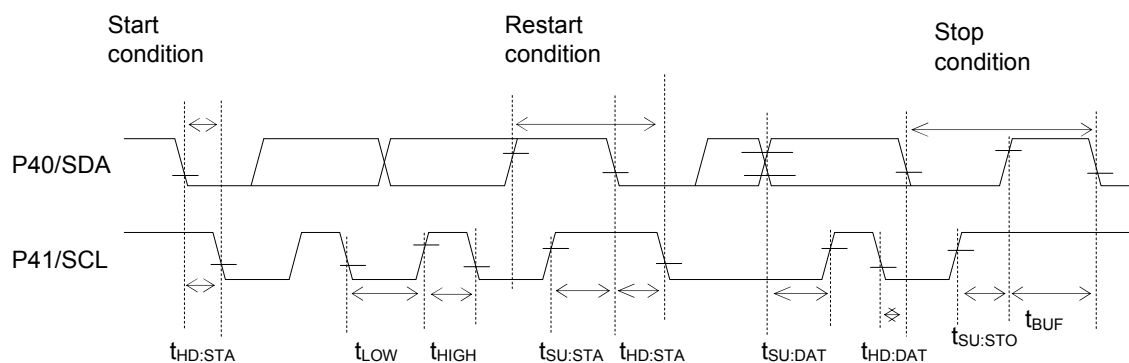 Start condition
Restart condition
Stop condition
P40/SDA
P41/SCL
tHD:STA
tLOW
tHIGH
tSU:STA
tHD:STA
tSU:DAT
tHD:DAT
tSU:STO
tBUF